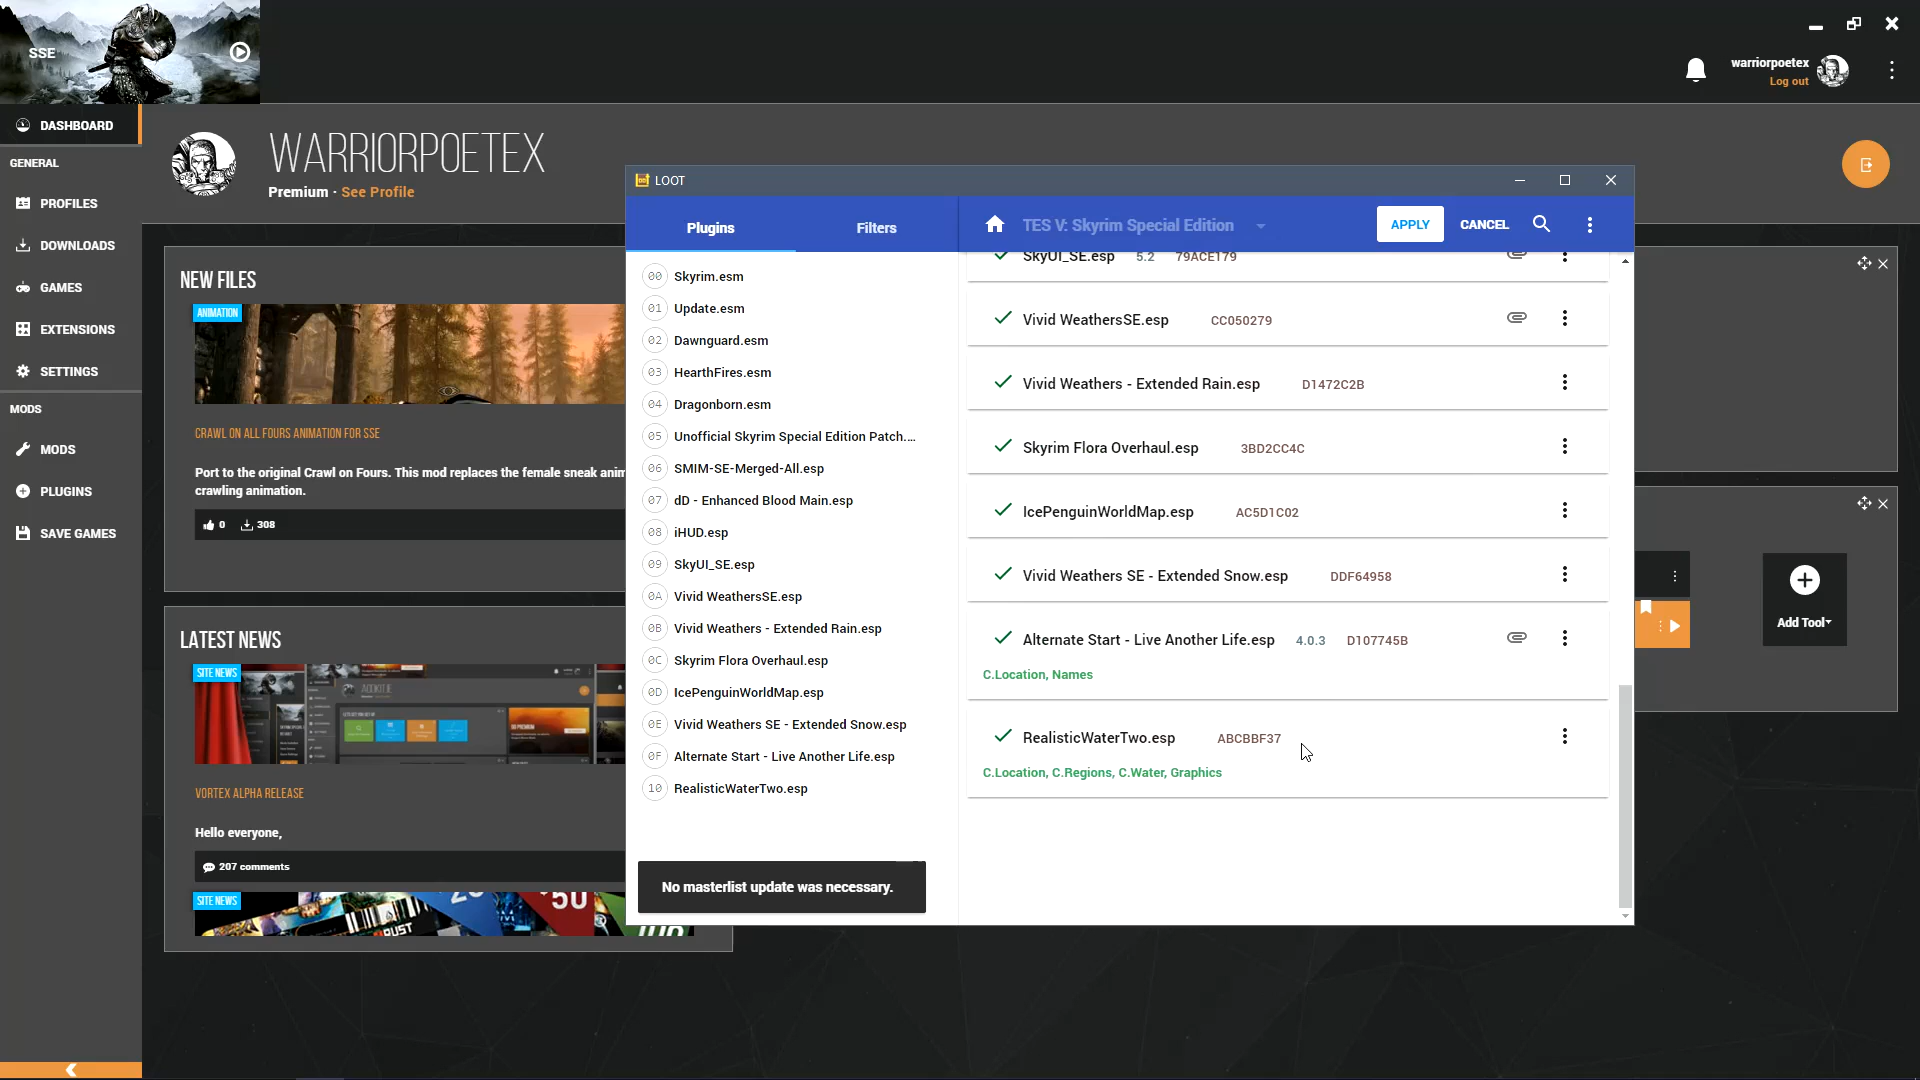 SSE
warriorpoetex
Log out
DASHBOARD
GENERAL
PROFILES
DOWNLOADS
GAMES
EXTENSIONS
SETTINGS
MODS
MODS
PLUGINS
SAVE GAMES
WARRIORPOETEX
Premium · See Profile
NEW FILES
ANIMATION
CRAWL ON ALL FOURS ANIMATION FOR SSE
Port to the original Crawl on Fours. This mod replaces the female sneak anim
crawling animation.
0 308
LATEST NEWS
SITE NEWS
VORTEX ALPHA RELEASE
Hello everyone,
207 comments
SITE NEWS
RUST
$50
LOOT
Plugins Filters
TES V: Skyrim Special Edition
APPLY CANCEL
00 Skyrim.esm
01 Update.esm
02 Dawnguard.esm
03 HearthFires.esm
04 Dragonborn.esm
05 Unofficial Skyrim Special Edition Patch....
06 SMIM-SE-Merged-All.esp
07 dD - Enhanced Blood Main.esp
08 iHUD.esp
09 SkyUI_SE.esp
0A Vivid WeathersSE.esp
0B Vivid Weathers - Extended Rain.esp
0C Skyrim Flora Overhaul.esp
0D IcePenguinWorldMap.esp
0E Vivid Weathers SE - Extended Snow.esp
0F Alternate Start - Live Another Life.esp
10 RealisticWaterTwo.esp
No masterlist update was necessary.
SkyUI_SE.esp 5.2 79ACE179
Vivid WeathersSE.esp CC050279
Vivid Weathers - Extended Rain.esp D1472C2B
Skyrim Flora Overhaul.esp 3BD2CC4C
IcePenguinWorldMap.esp AC5D1C02
Vivid Weathers SE - Extended Snow.esp DDF64958
Alternate Start - Live Another Life.esp 4.0.3 D107745B
C.Location, Names
RealisticWaterTwo.esp ABCBBF37
C.Location, C.Regions, C.Water, Graphics
Add Tool